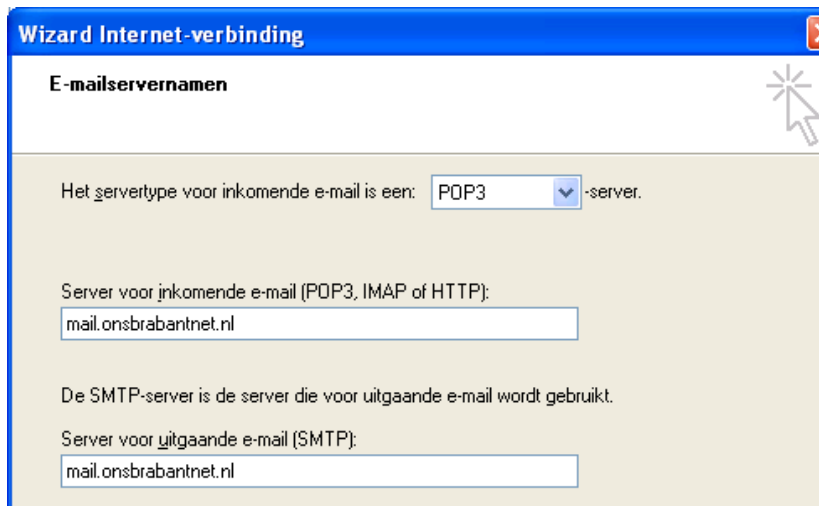 Wizard Internet-verbinding
E-mailservernamen
Het servertype voor inkomende e-mail is een: POP3 -server.
Server voor inkomende e-mail (POP3, IMAP of HTTP):
mail.onsbrabantnet.nl
De SMTP-server is de server die voor uitgaande e-mail wordt gebruikt.
Server voor uitgaande e-mail (SMTP):
mail.onsbrabantnet.nl